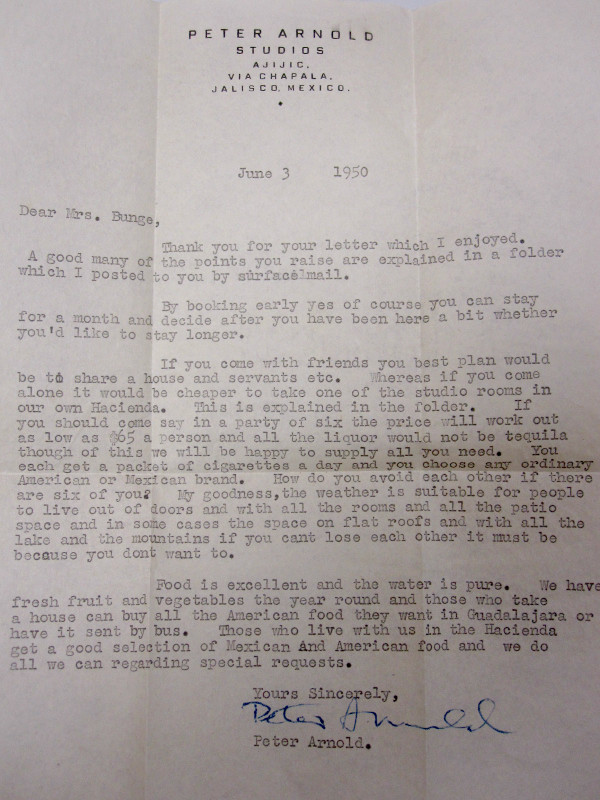 PETER ARNOLD
STUDIOS
AJIJIC,
VIA CHAPALA,
JALISCO, MEXICO.
June 3 1950
Dear Mrs. Bunge,
Thank you for your letter which I enjoyed.
A good many of the points you raise are explained in a folder
which I posted to you by surfacelmail.
By booking early yes of course you can stay
for a month and decide after you have been here a bit whether
you'd like to stay longer.
If you come with friends you best plan would
be to share a house and servants etc. Whereas if you come
alone it would be cheaper to take one of the studio rooms in
our own Hacienda. This is explained in the folder. If
you should come say in a party of six the price will work out
as low as $65 a person and all the liquor would not be tequila
though of this we will be happy to supply all you need. You
each get a packet of cigarettes a day and you choose any ordinary
American or Mexican brand. How do you avoid each other if there
are six of you? My goodness, the weather is suitable for people
to live out of doors and with all the rooms and all the patio
space and in some cases the space on flat roofs and with all the
lake and the mountains if you cant lose each other it must be
because you dont want to.
Food is excellent and the water is pure. We have
fresh fruit and vegetables the year round and those who take
a house can buy all the American food they want in Guadalajara or
have it sent by bus. Those who live with us in the Hacienda
get a good selection of Mexican And American food and we do
all we can regarding special requests.
Yours Sincerely,
Peter Arnold
Peter Arnold.